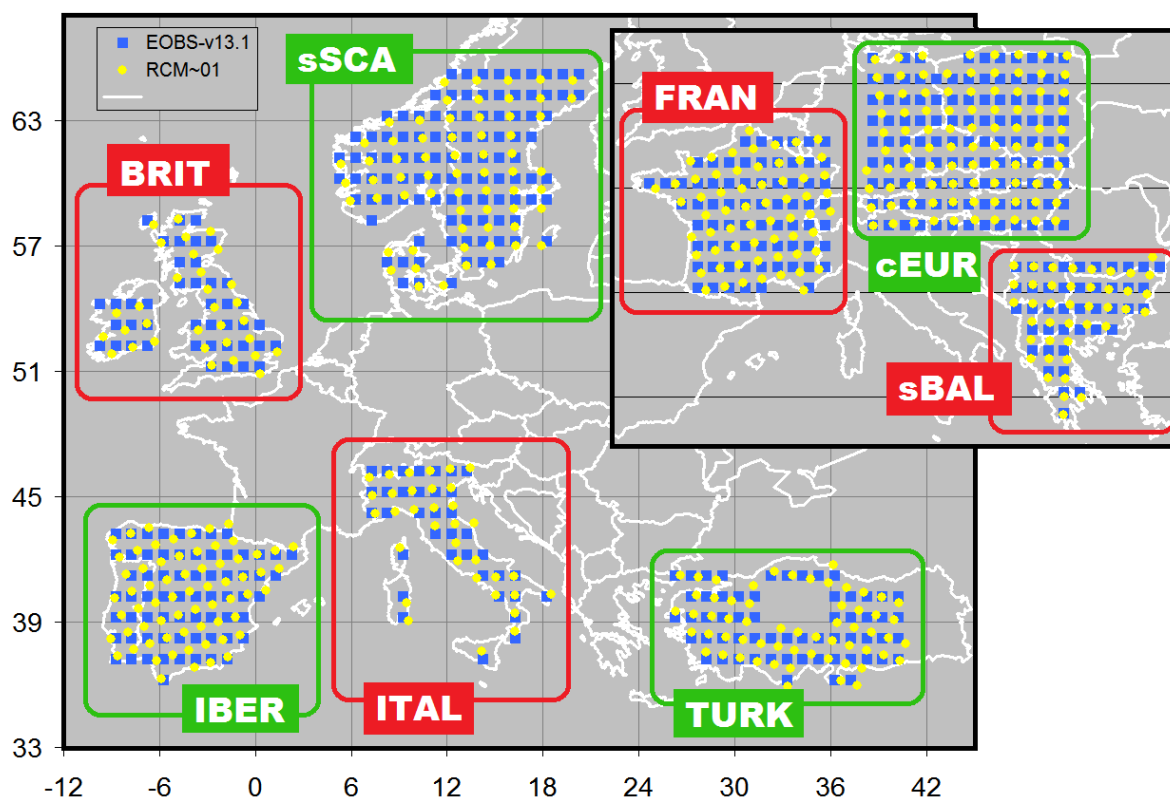 EOBS-v13.1
RCM~01
sSCA
FRAN
BRIT
cEUR
sBAL
IBER
ITAL
TURK
63
57
51
45
39
33
-12 -6 0 6 12 18 24 30 36 42